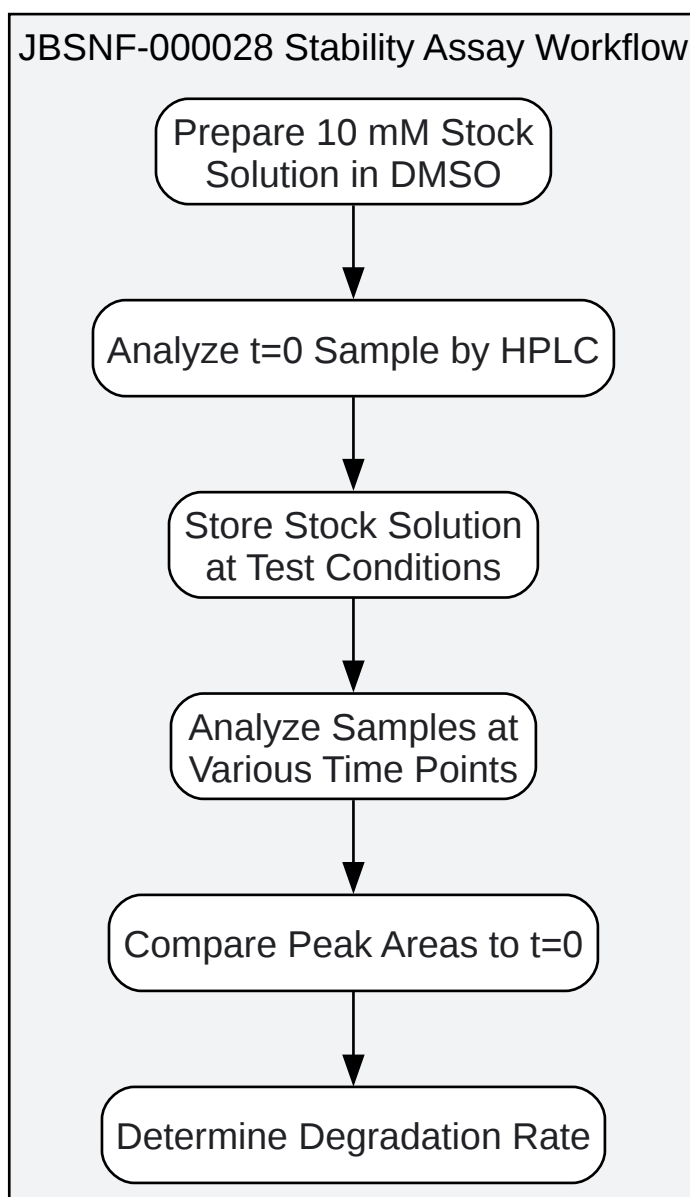 JBSNF-000028 Stability Assay Workflow
Prepare 10 mM Stock
Solution in DMSO
Analyze t=0 Sample by HPLC
Store Stock Solution
at Test Conditions
Analyze Samples at
Various Time Points
Compare Peak Areas to t=0
Determine Degradation Rate